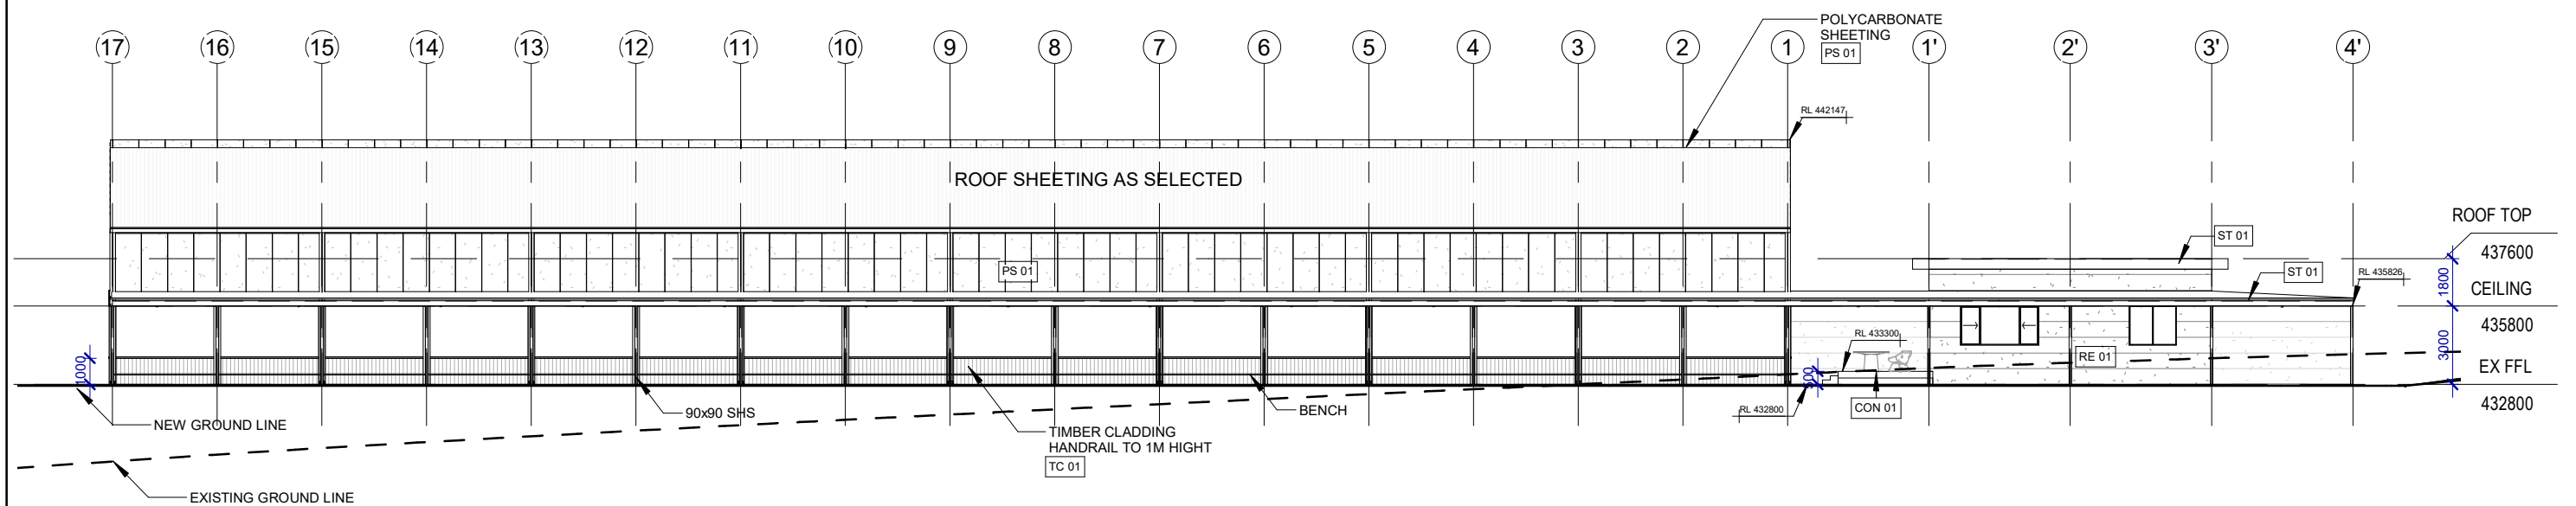 17 16 15 14 13 12 11 10 9 8 7 6 5 4 3 2 1 1' 2' 3' 4'
POLYCARBONATE
SHEETING
PS 01
RL 442147
ROOF SHEETING AS SELECTED
ROOF TOP
437600
ST 01
ST 01
RL 435826
1800
CEILING
435800
PS 01
3000
EX FFL
432800
RL 433300
RE 01
1000
500
CON 01
RL 432800
90x90 SHS
BENCH
NEW GROUND LINE
TIMBER CLADDING
HANDRAIL TO 1M HIGHT
TC 01
EXISTING GROUND LINE